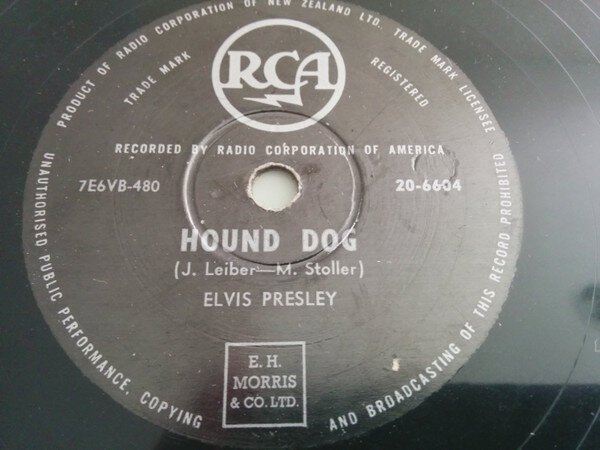 PRODUCT OF RADIO CORPORATION OF NEW ZEALAND LTD. TRADE MARK LICENSEE
UNAUTHORISED PUBLIC PERFORMANCE, COPYING AND BROADCASTING OF THIS RECORD PROHIBITED
TRADE MARK
RCA
REGISTERED
RECORDED BY RADIO CORPORATION OF AMERICA
7E6VB-480
20-6604
HOUND DOG
(J. Leiber—M. Stoller)
ELVIS PRESLEY
E. H.
MORRIS
& CO. LTD.